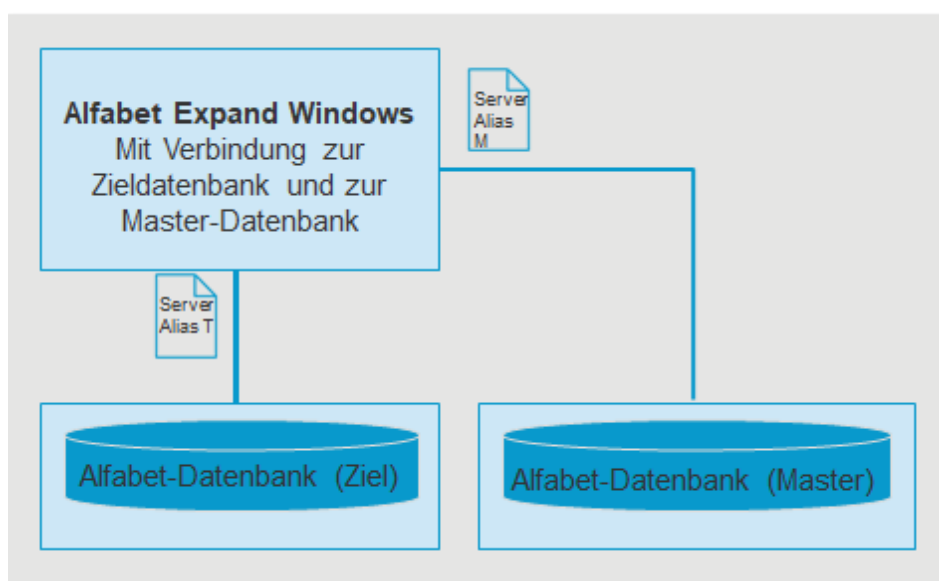 Alfabet Expand Windows
Mit Verbindung zur
Zieldatenbank und zur
Master-Datenbank
Server
Alias
M
Server
Alias T
Alfabet-Datenbank (Ziel)
Alfabet-Datenbank (Master)